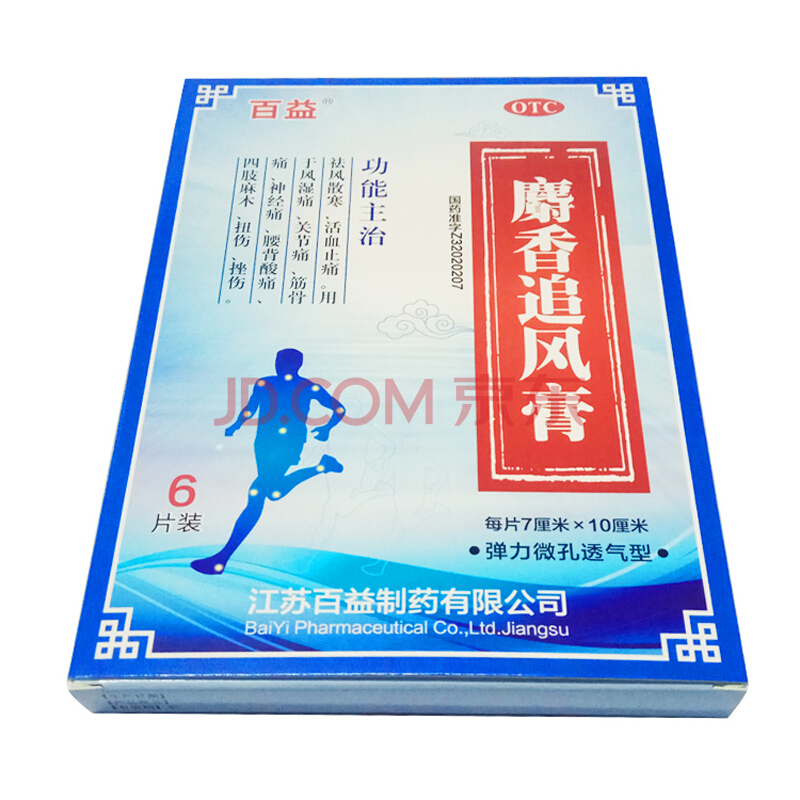 百益®
OTC
麝香追风膏
国药准字Z32020207
功能主治
祛风散寒、活血止痛。用
于风湿痛、关节痛、筋骨
痛、神经痛、腰背酸痛、
四肢麻木、扭伤、挫伤。
JD.COM 京东
6
片装
每片7厘米×10厘米
•弹力微孔透气型•
江苏百益制药有限公司
BaiYi Pharmaceutical Co.,Ltd.Jiangsu